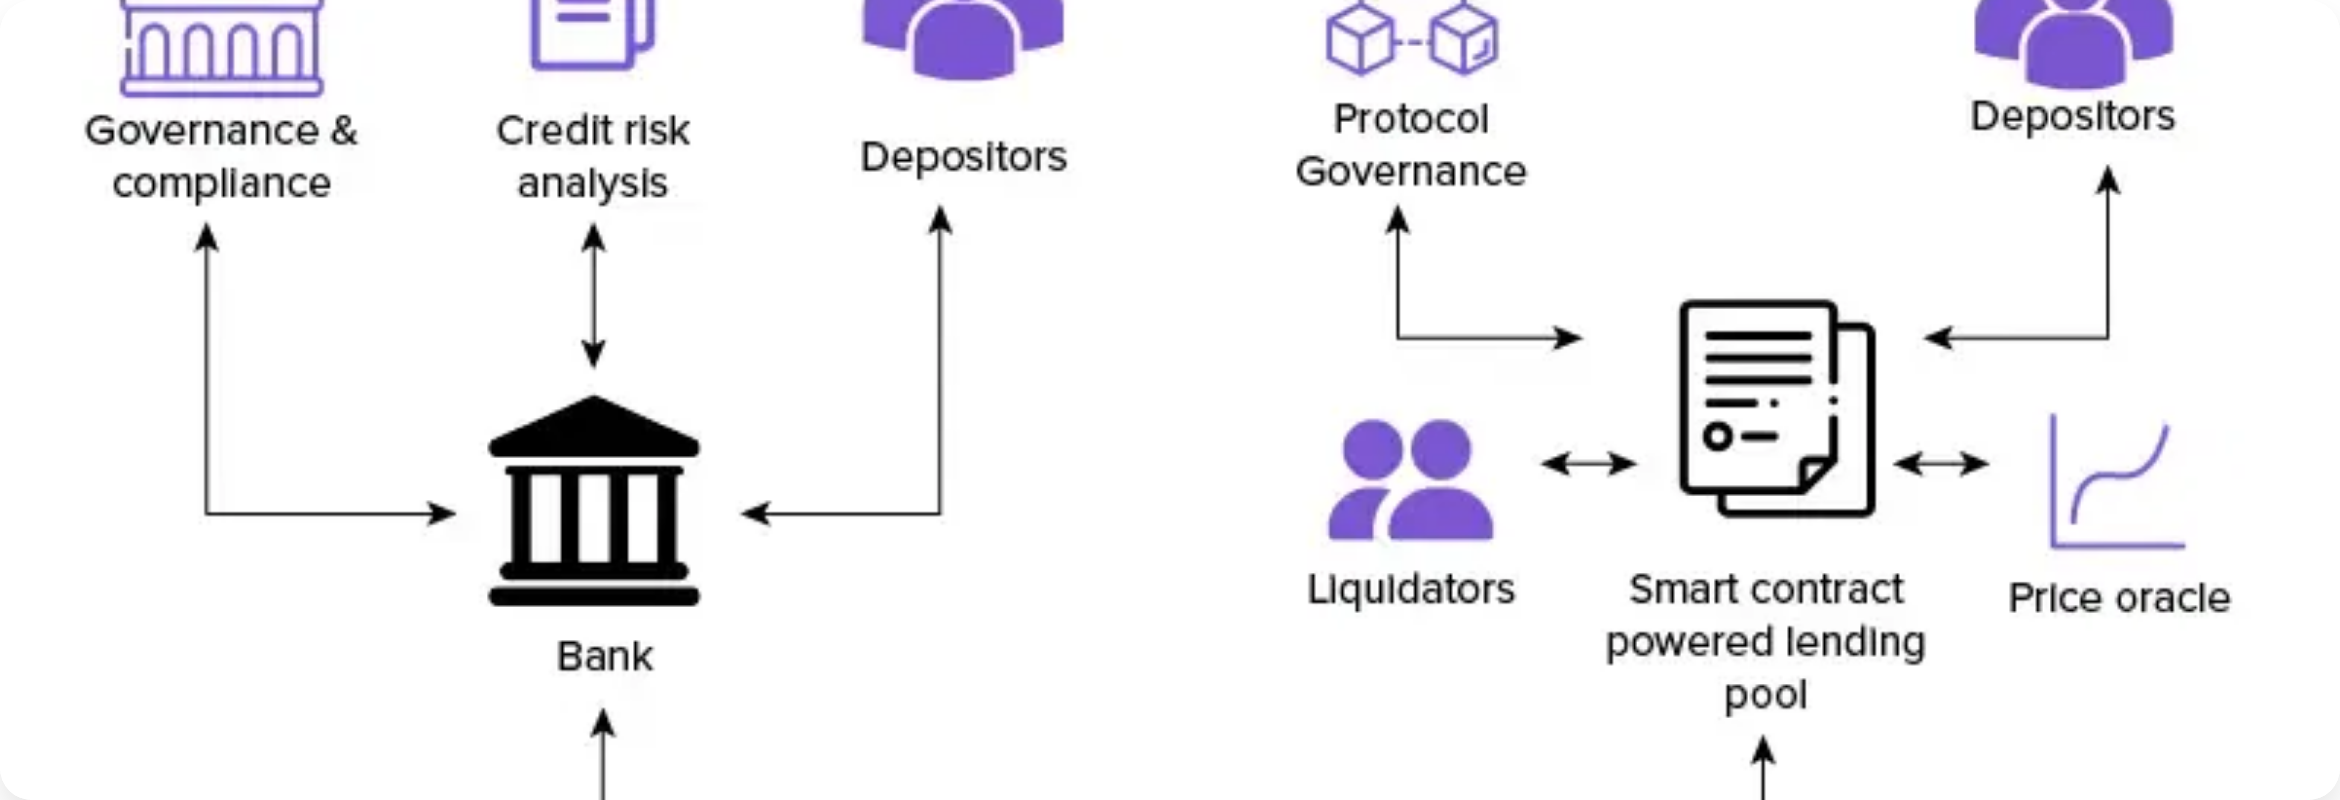 Governance &
compliance
Credit risk
analysis
Depositors
Bank
Protocol
Governance
Depositors
Liquidators
Smart contract
powered lending
pool
Price oracle